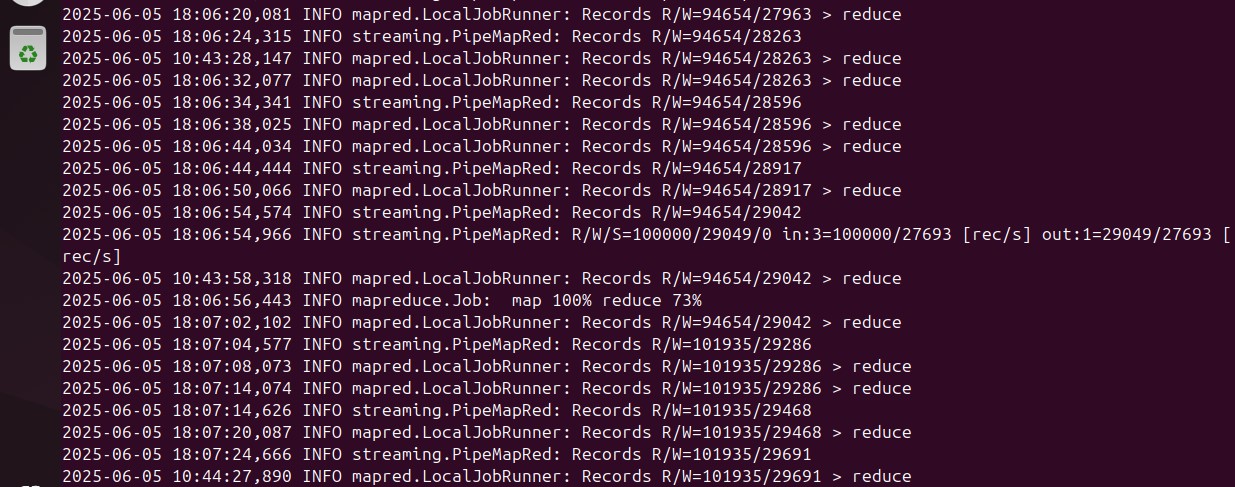 2025-06-05 18:06:20,081 INFO mapred.LocalJobRunner: Records R/W=94654/27963 > reduce
2025-06-05 18:06:24,315 INFO streaming.PipeMapRed: Records R/W=94654/28263
2025-06-05 10:43:28,147 INFO mapred.LocalJobRunner: Records R/W=94654/28263 > reduce
2025-06-05 18:06:32,077 INFO mapred.LocalJobRunner: Records R/W=94654/28263 > reduce
2025-06-05 18:06:34,341 INFO streaming.PipeMapRed: Records R/W=94654/28596
2025-06-05 18:06:38,025 INFO mapred.LocalJobRunner: Records R/W=94654/28596 > reduce
2025-06-05 18:06:44,034 INFO mapred.LocalJobRunner: Records R/W=94654/28596 > reduce
2025-06-05 18:06:44,444 INFO streaming.PipeMapRed: Records R/W=94654/28917
2025-06-05 18:06:50,066 INFO mapred.LocalJobRunner: Records R/W=94654/28917 > reduce
2025-06-05 18:06:54,574 INFO streaming.PipeMapRed: Records R/W=94654/29042
2025-06-05 18:06:54,966 INFO streaming.PipeMapRed: R/W/S=100000/29049/0 in:3=100000/27693 [rec/s] out:1=29049/27693 [
rec/s]
2025-06-05 10:43:58,318 INFO mapred.LocalJobRunner: Records R/W=94654/29042 > reduce
2025-06-05 18:06:56,443 INFO mapreduce.Job:  map 100% reduce 73%
2025-06-05 18:07:02,102 INFO mapred.LocalJobRunner: Records R/W=94654/29042 > reduce
2025-06-05 18:07:04,577 INFO streaming.PipeMapRed: Records R/W=101935/29286
2025-06-05 18:07:08,073 INFO mapred.LocalJobRunner: Records R/W=101935/29286 > reduce
2025-06-05 18:07:14,074 INFO mapred.LocalJobRunner: Records R/W=101935/29286 > reduce
2025-06-05 18:07:14,626 INFO streaming.PipeMapRed: Records R/W=101935/29468
2025-06-05 18:07:20,087 INFO mapred.LocalJobRunner: Records R/W=101935/29468 > reduce
2025-06-05 18:07:24,666 INFO streaming.PipeMapRed: Records R/W=101935/29691
2025-06-05 10:44:27,890 INFO mapred.LocalJobRunner: Records R/W=101935/29691 > reduce